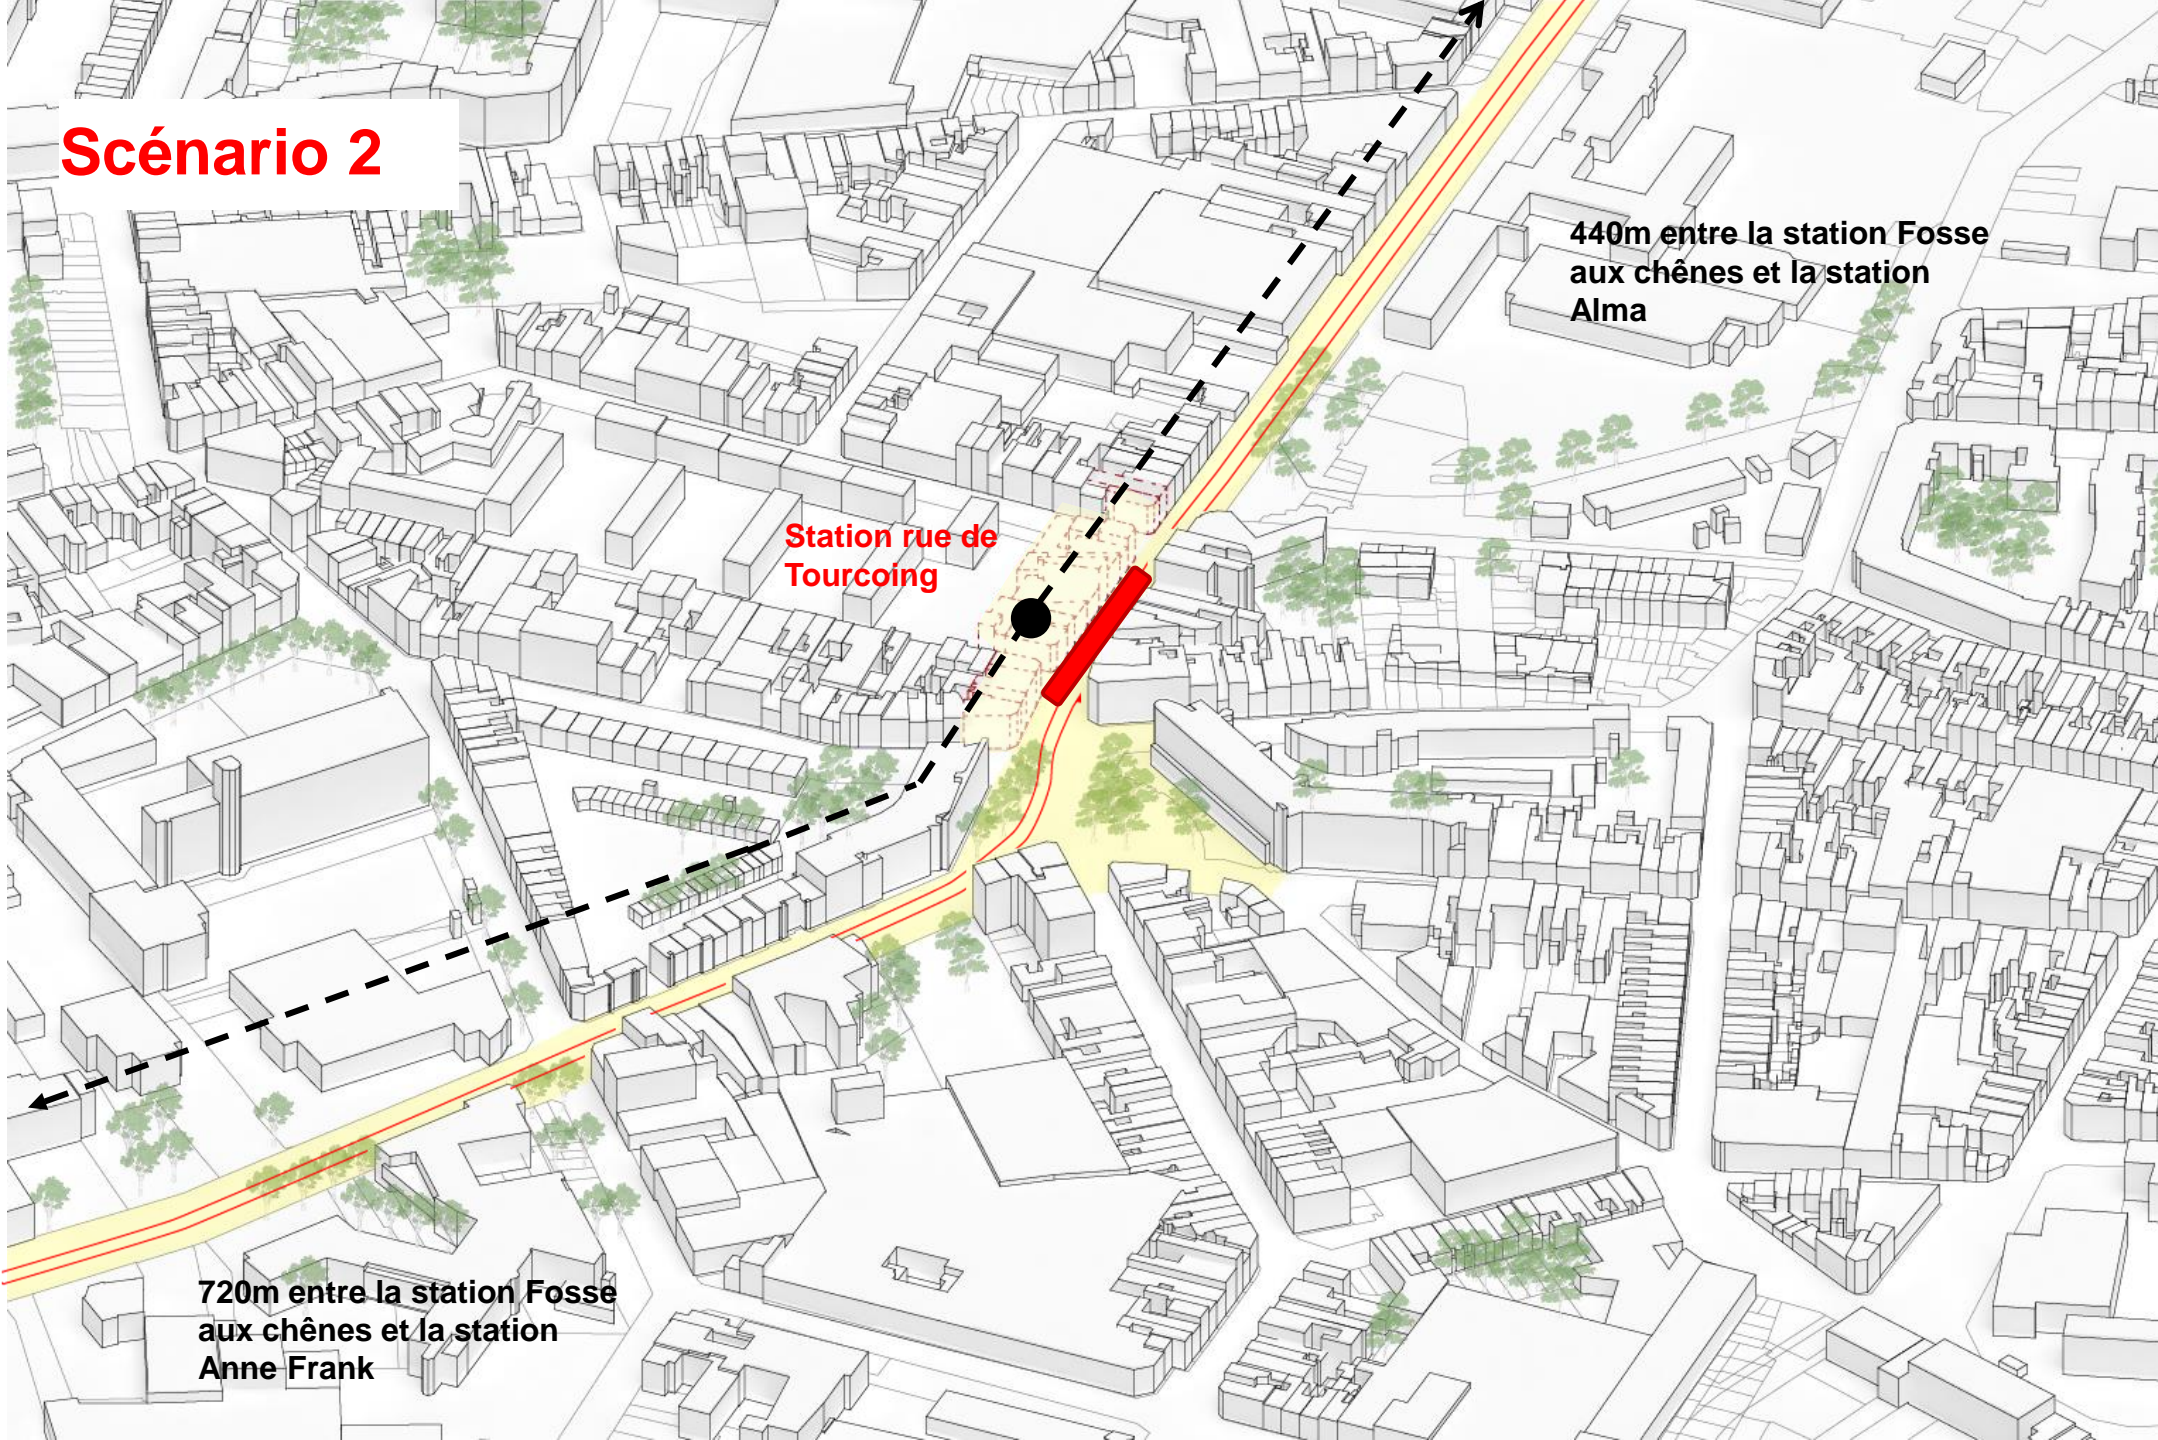 Scénario 2
440m entre la station Fosse
aux chênes et la station
Alma
Station rue de
Tourcoing
720m entre la station Fosse
aux chênes et la station
Anne Frank